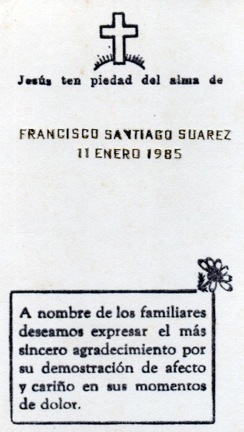 Jesús ten piedad del alma de
FRANCISCO SANTIAGO SUAREZ
11 ENERO 1985
A nombre de los familiares
deseamos expresar el más
sincero agradecimiento por
su demostración de afecto
y cariño en sus momentos
de dolor.